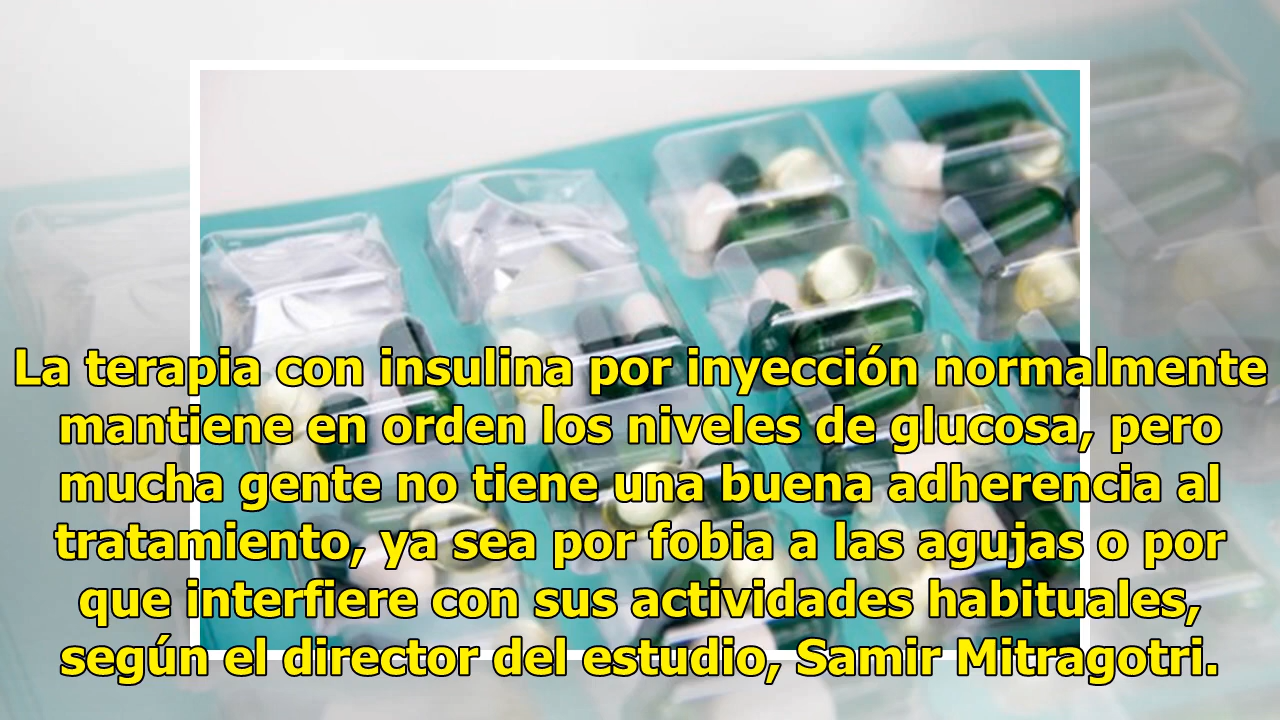 La terapia con insulina por inyección normalmente
mantiene en orden los niveles de glucosa, pero
mucha gente no tiene una buena adherencia al
tratamiento, ya sea por fobia a las agujas o por
que interfiere con sus actividades habituales,
según el director del estudio, Samir Mitragotri.